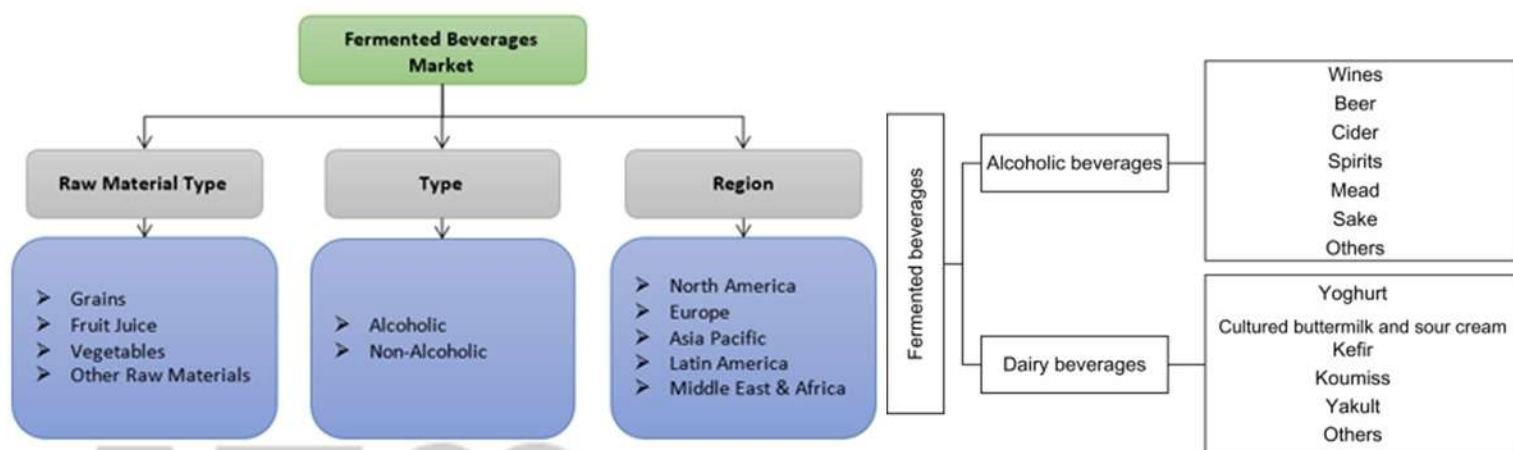 Fermented Beverages
Market
Raw Material Type
Type
Region
➤ Grains
➤ Fruit Juice
➤ Vegetables
➤ Other Raw Materials
➤ Alcoholic
➤ Non-Alcoholic
➤ North America
➤ Europe
➤ Asia Pacific
➤ Latin America
➤ Middle East & Africa
Fermented beverages
Alcoholic beverages
Wines
Beer
Cider
Spirits
Mead
Sake
Others
Dairy beverages
Yoghurt
Cultured buttermilk and sour cream
Kefir
Koumiss
Yakult
Others